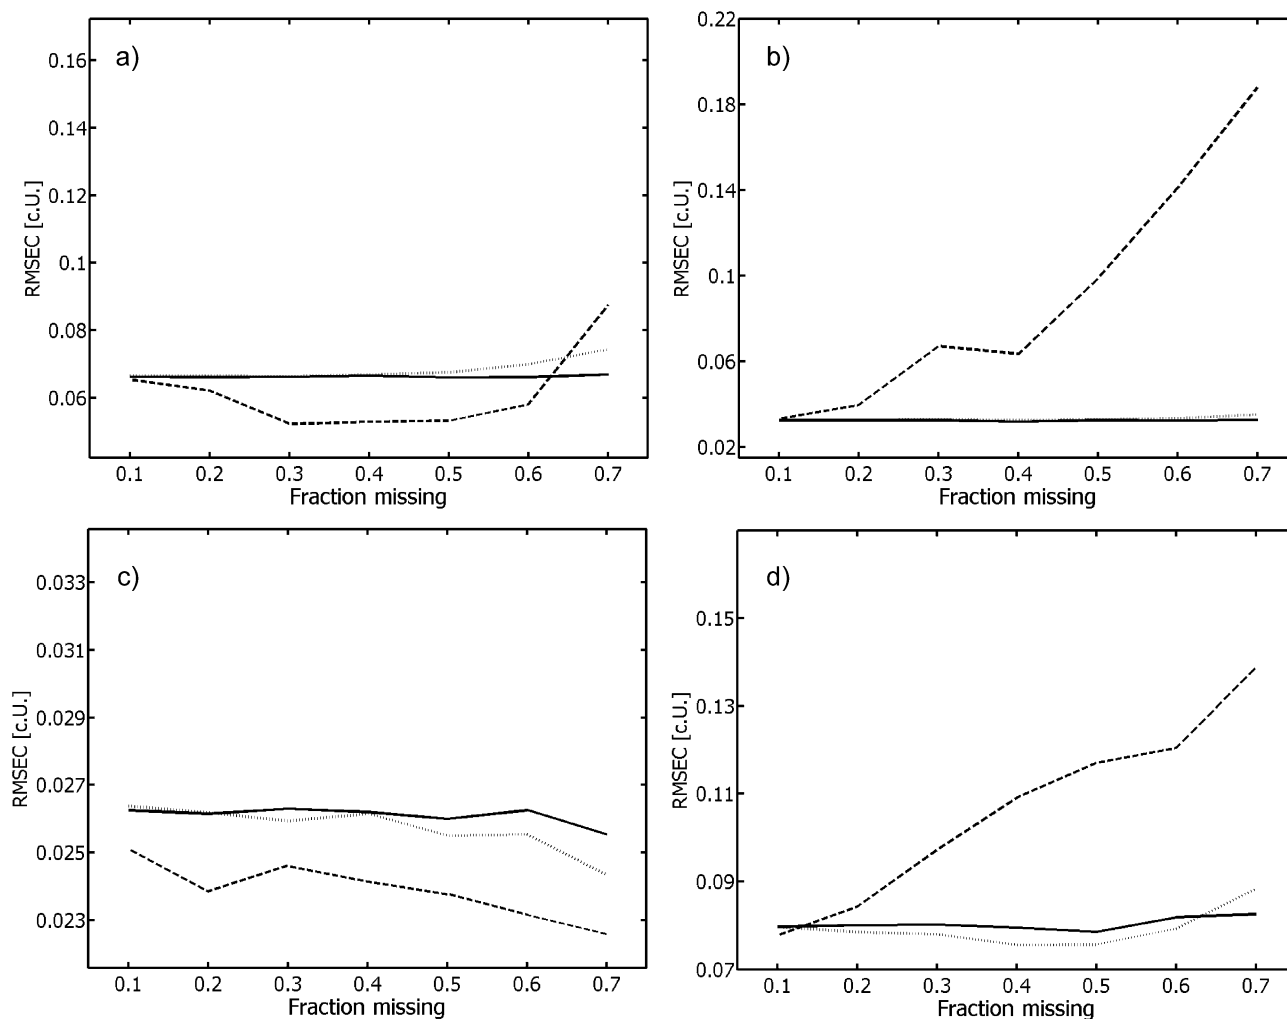 a)
0.16
0.14
0.12
0.1
0.08
0.06
RMSEC [c.U.]
0.1 0.2 0.3 0.4 0.5 0.6 0.7
Fraction missing
b)
0.22
0.18
0.14
0.1
0.06
0.02
RMSEC [c.U.]
0.1 0.2 0.3 0.4 0.5 0.6 0.7
Fraction missing
c)
0.033
0.031
0.029
0.027
0.025
0.023
RMSEC [c.U.]
0.1 0.2 0.3 0.4 0.5 0.6 0.7
Fraction missing
d)
0.15
0.13
0.11
0.09
0.07
RMSEC [c.U.]
0.1 0.2 0.3 0.4 0.5 0.6 0.7
Fraction missing